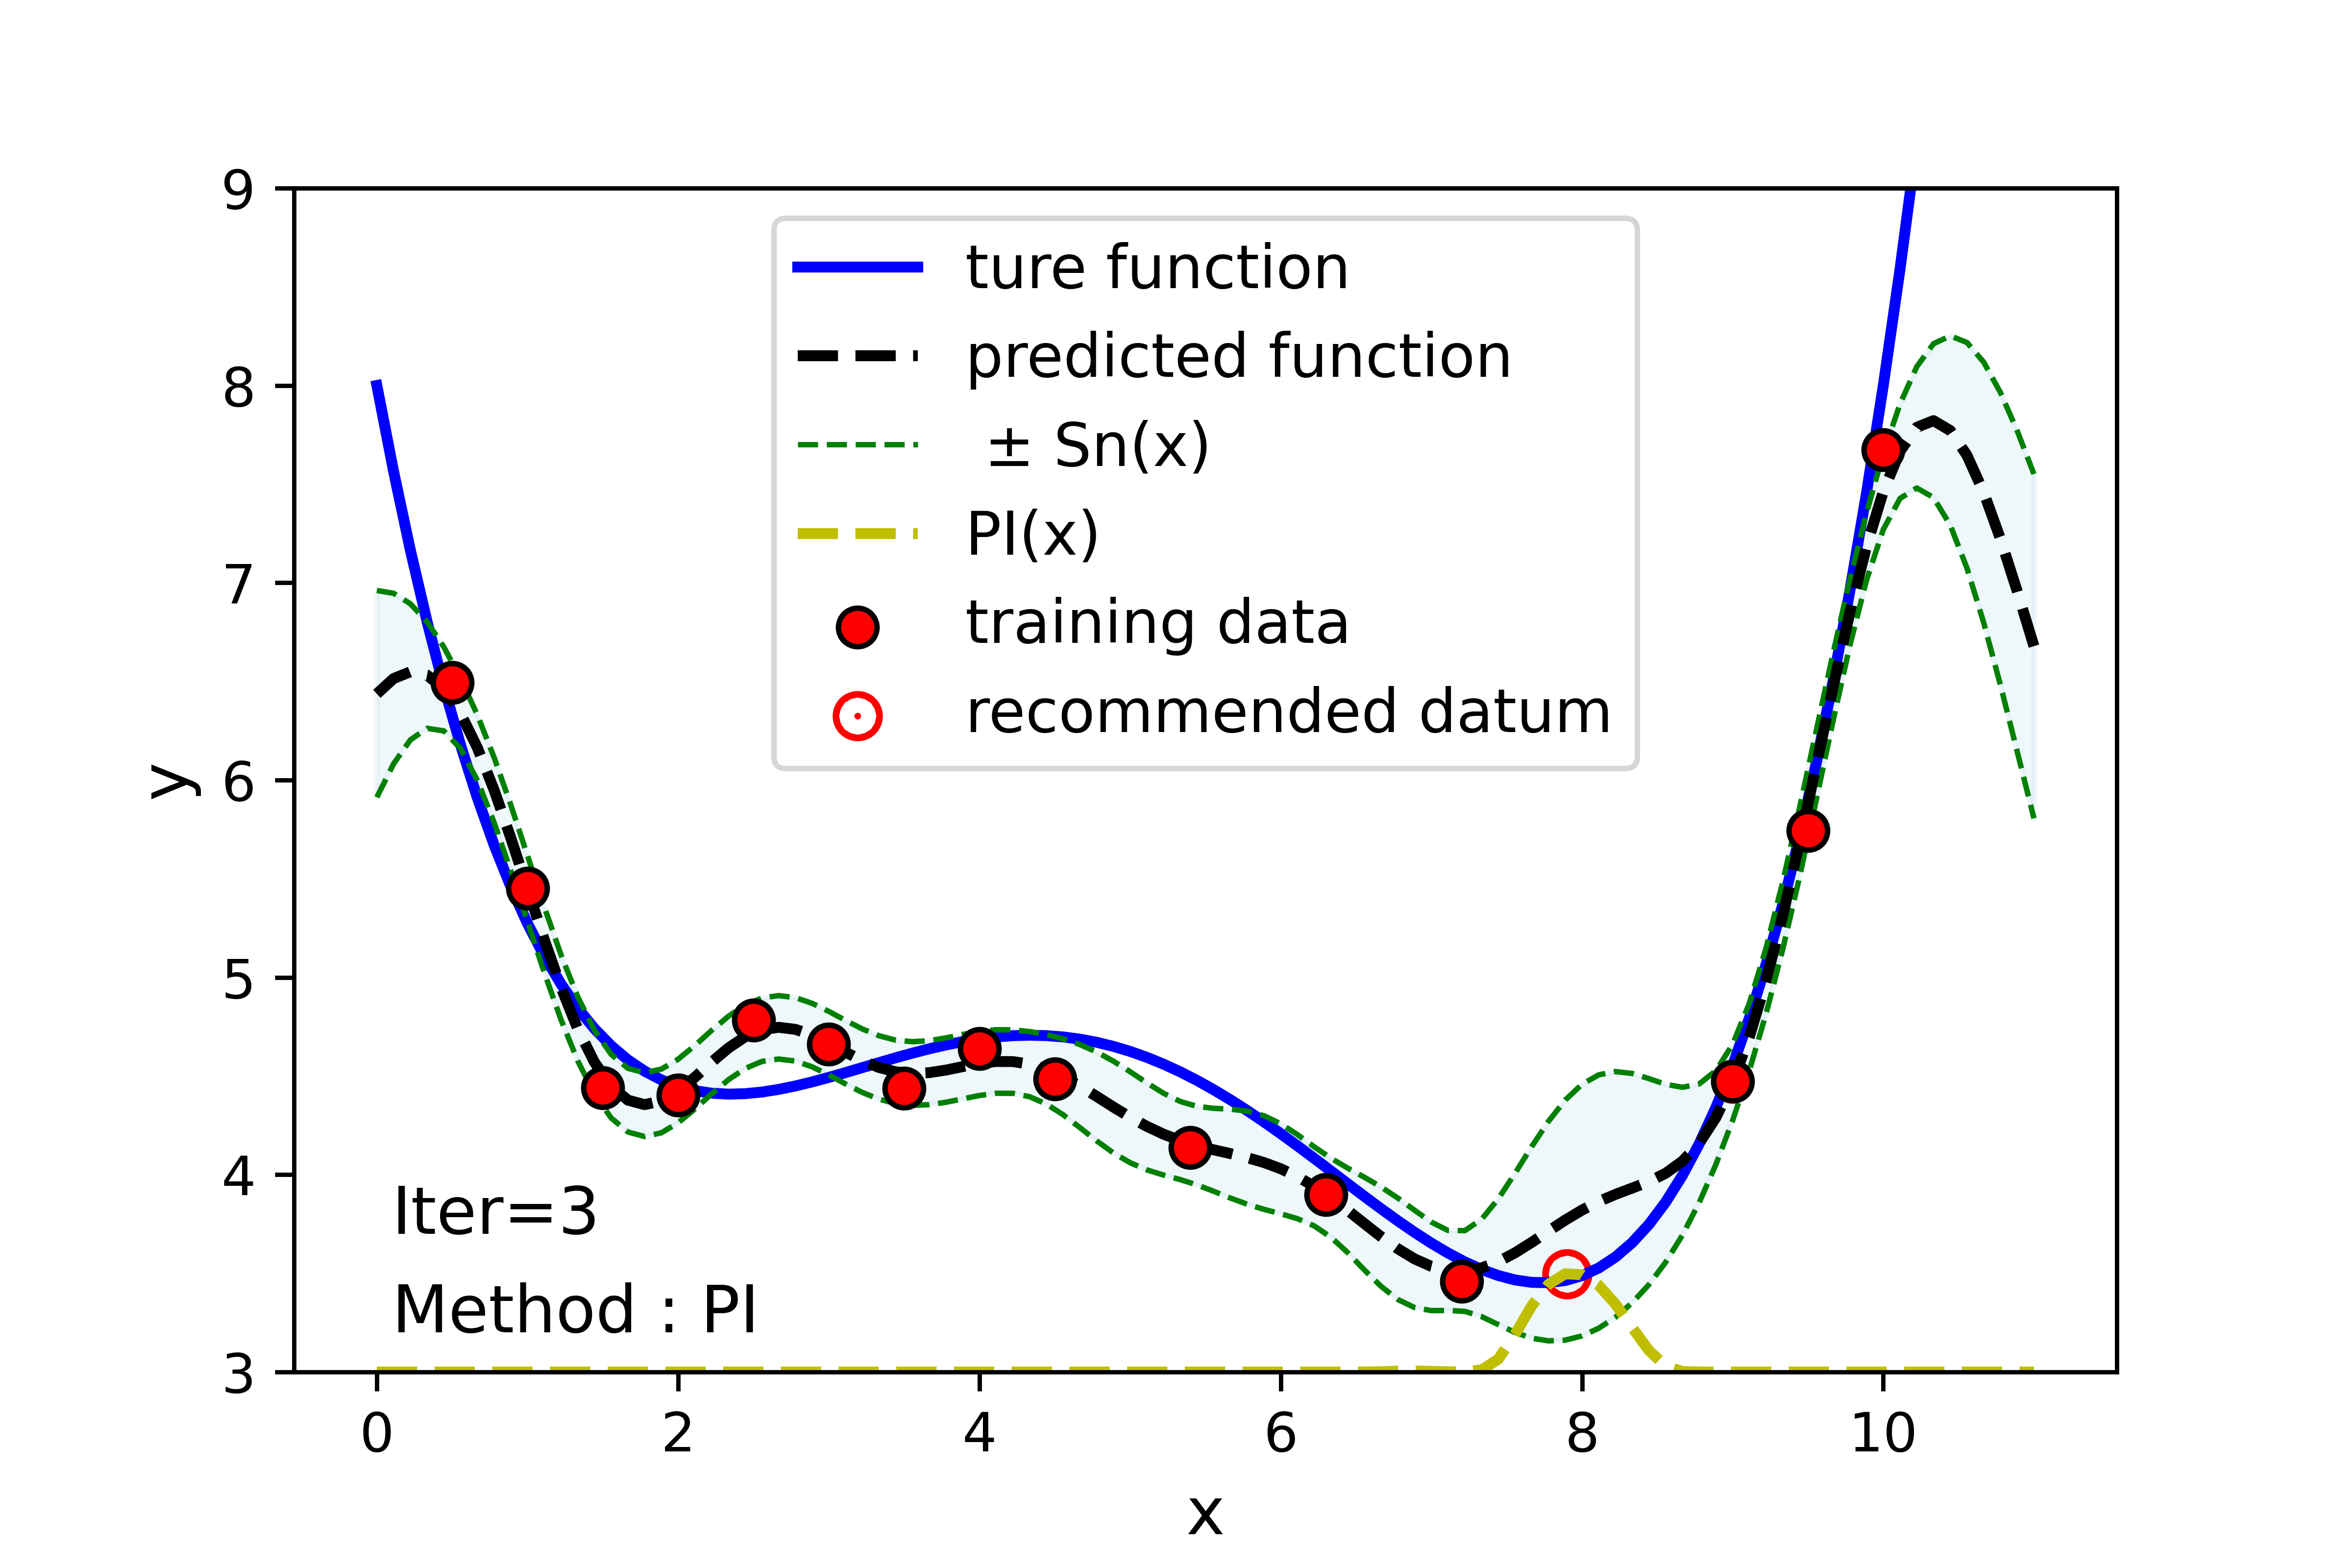 9
8
7
6
5
4
3
y
ture function
predicted function
± Sn(x)
PI(x)
training data
recommended datum
Iter=3
Method : PI
0 2 4 6 8 10
x